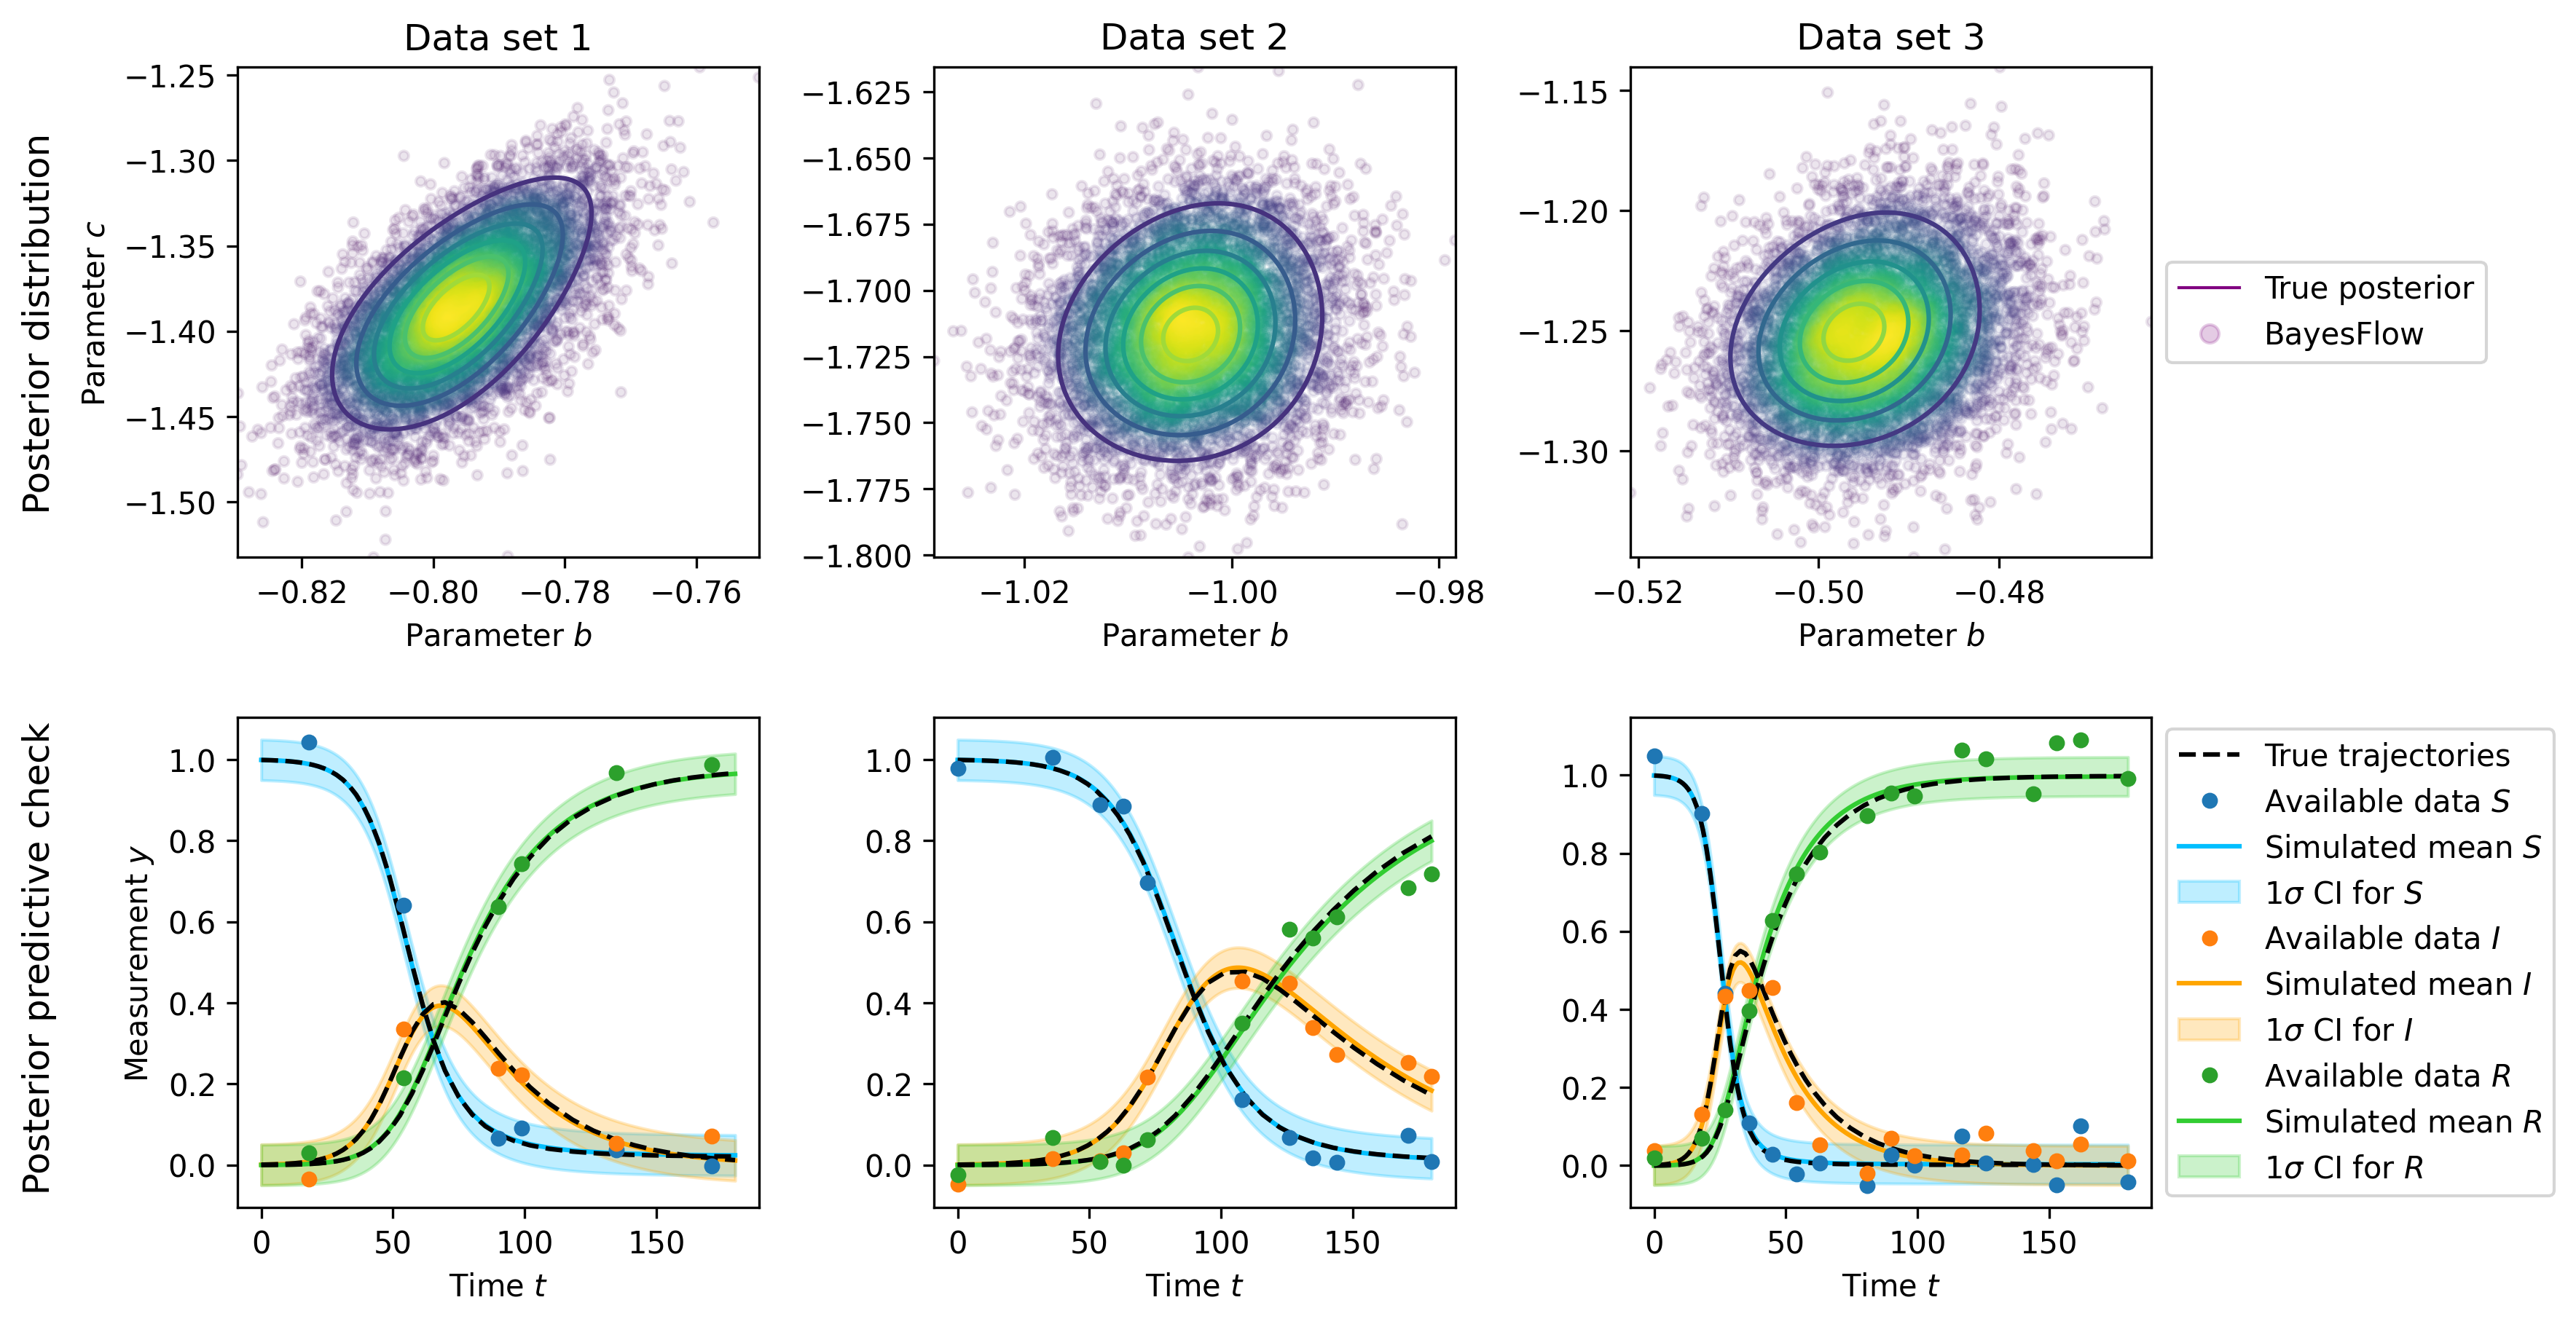 Data set 1
Data set 2
Data set 3
Posterior distribution
Parameter c
−1.25
−1.30
−1.35
−1.40
−1.45
−1.50
−0.82
−0.80
−0.78
−0.76
Parameter b
−1.625
−1.650
−1.675
−1.700
−1.725
−1.750
−1.775
−1.800
−1.02
−1.00
−0.98
Parameter b
−1.15
−1.20
−1.25
−1.30
−0.52
−0.50
−0.48
Parameter b
True posterior
BayesFlow
Posterior predictive check
Measurement y
1.0
0.8
0.6
0.4
0.2
0.0
0
50
100
150
Time t
1.0
0.8
0.6
0.4
0.2
0.0
0
50
100
150
Time t
1.0
0.8
0.6
0.4
0.2
0.0
0
50
100
150
Time t
True trajectories
Available data S
Simulated mean S
1σ CI for S
Available data I
Simulated mean I
1σ CI for I
Available data R
Simulated mean R
1σ CI for R